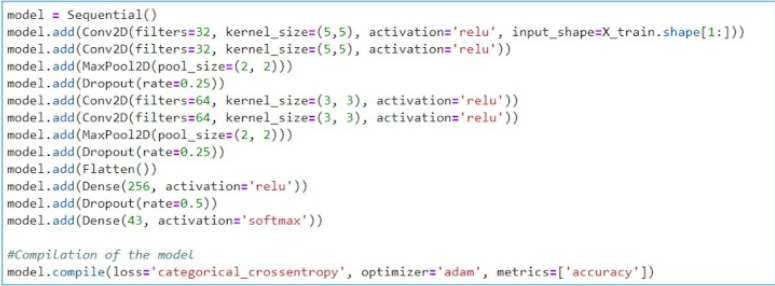 model = Sequential()
model.add(Conv2D(filters=32, kernel_size=(5,5), activation='relu', input_shape=X_train.shape[1:]))
model.add(Conv2D(filters=32, kernel_size=(5,5), activation='relu'))
model.add(MaxPool2D(pool_size=(2, 2)))
model.add(Dropout(rate=0.25))
model.add(Conv2D(filters=64, kernel_size=(3, 3), activation='relu'))
model.add(Conv2D(filters=64, kernel_size=(3, 3), activation='relu'))
model.add(MaxPool2D(pool_size=(2, 2)))
model.add(Dropout(rate=0.25))
model.add(Flatten())
model.add(Dense(256, activation='relu'))
model.add(Dropout(rate=0.5))
model.add(Dense(43, activation='softmax'))

#Compilation of the model
model.compile(loss='categorical_crossentropy', optimizer='adam', metrics=['accuracy'])